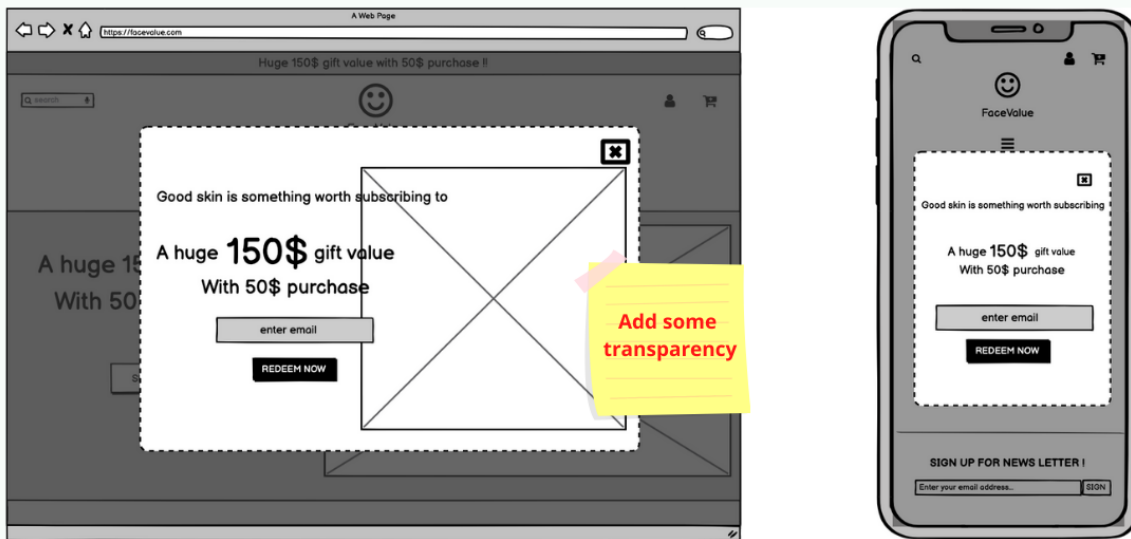 A Web Page
https://facevalue.com
Huge 150$ gift value with 50$ purchase !!
search
Good skin is something worth subscribing to
A huge 150$ gift value
With 50$ purchase
enter email
REDEEM NOW
A huge 15
With 50
Add some
transparency
FaceValue
Good skin is something worth subscribing
A huge 150$ gift value
With 50$ purchase
enter email
REDEEM NOW
SIGN UP FOR NEWS LETTER !
Enter your email address...
SIGN